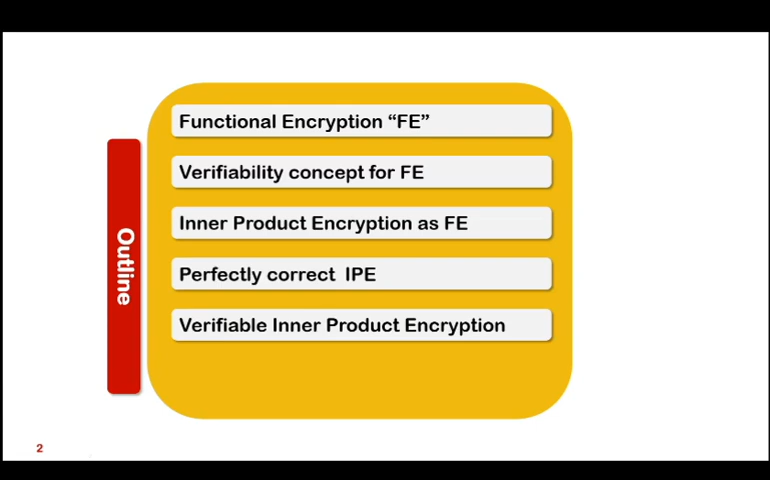 Outline
Functional Encryption “FE”
Verifiability concept for FE
Inner Product Encryption as FE
Perfectly correct IPE
Verifiable Inner Product Encryption
2